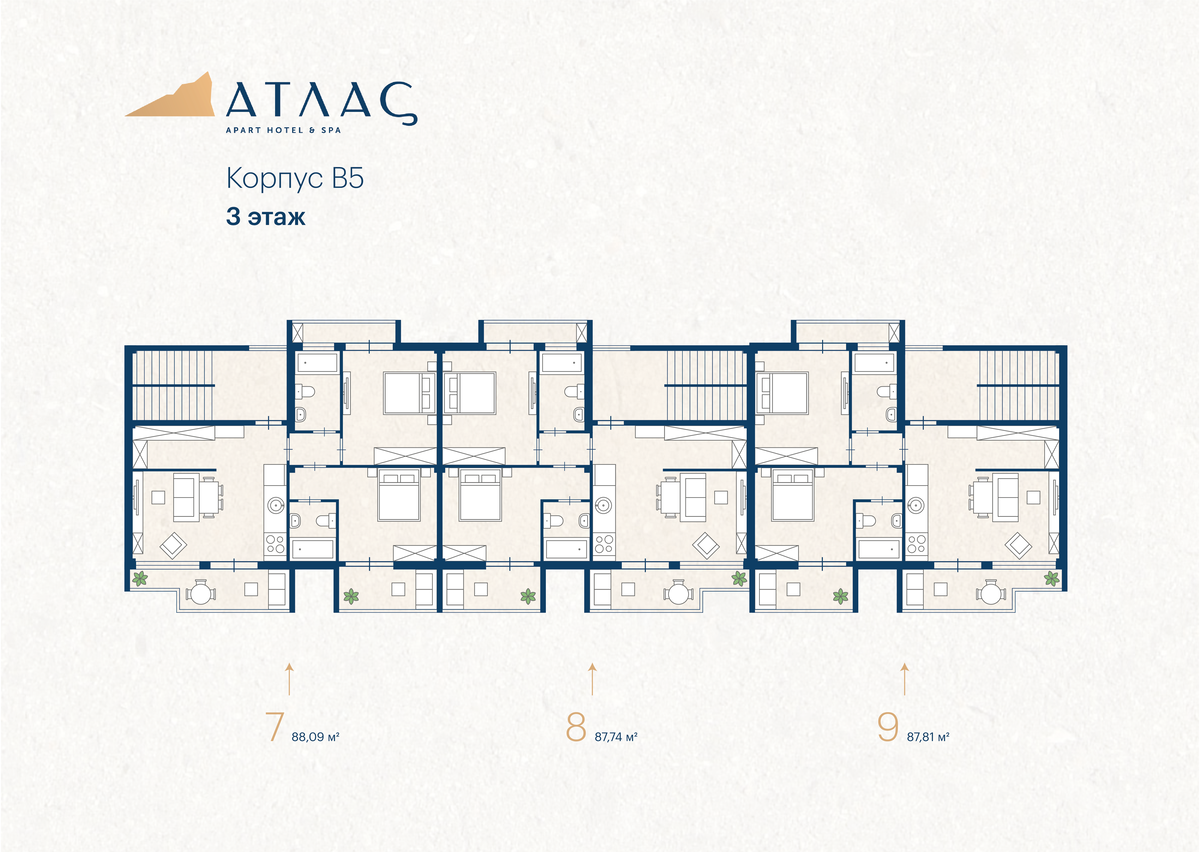 АТЛАС
APART HOTEL & SPA
Корпус В5
3 этаж
7 88,09 м²
8 87,74 м²
9 87,81 м²